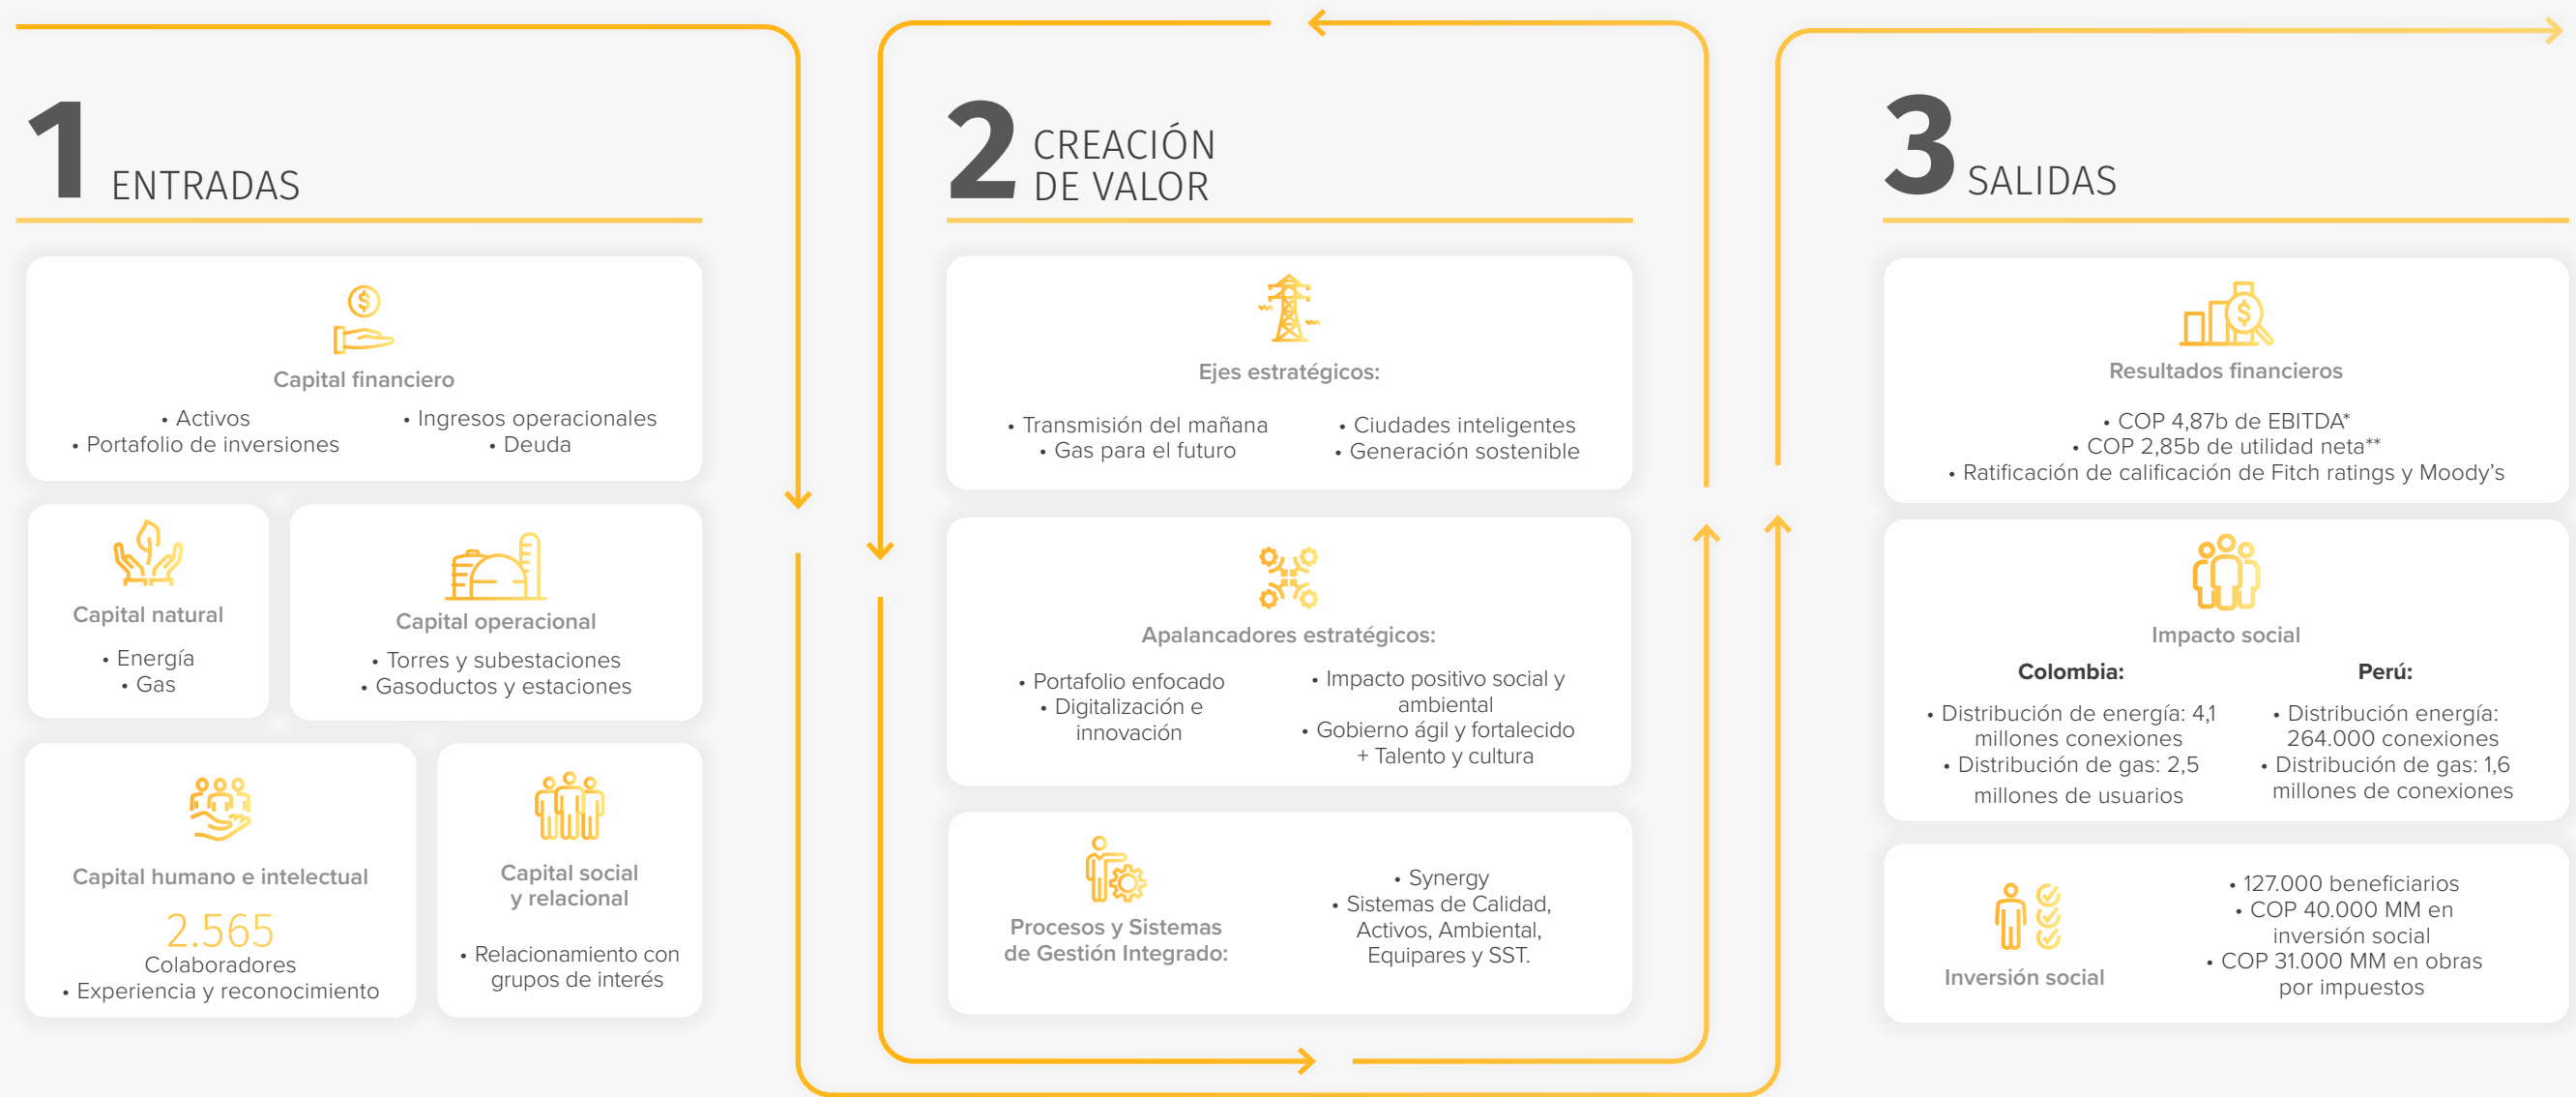 1 ENTRADAS
Capital financiero
• Activos
• Portafolio de inversiones
• Ingresos operacionales
• Deuda
Capital natural
• Energía
• Gas
Capital operacional
• Torres y subestaciones
• Gasoductos y estaciones
Capital humano e intelectual
2.565
Colaboradores
• Experiencia y reconocimiento
Capital social
y relacional
• Relacionamiento con
grupos de interés
2 CREACIÓN
DE VALOR
Ejes estratégicos:
• Transmisión del mañana
• Gas para el futuro
• Ciudades inteligentes
• Generación sostenible
Apalancadores estratégicos:
• Portafolio enfocado
• Digitalización e
innovación
• Impacto positivo social y
ambiental
• Gobierno ágil y fortalecido
+ Talento y cultura
Procesos y Sistemas
de Gestión Integrado:
• Synergy
• Sistemas de Calidad,
Activos, Ambiental,
Equipares y SST.
3 SALIDAS
Resultados financieros
• COP 4,87b de EBITDA*
• COP 2,85b de utilidad neta**
• Ratificación de calificación de Fitch ratings y Moody's
Impacto social
Colombia:
• Distribución de energía: 4,1
millones conexiones
• Distribución de gas: 2,5
millones de usuarios
Perú:
• Distribución energía:
264.000 conexiones
• Distribución de gas: 1,6
millones de conexiones
Inversión social
• 127.000 beneficiarios
• COP 40.000 MM en
inversión social
• COP 31.000 MM en obras
por impuestos